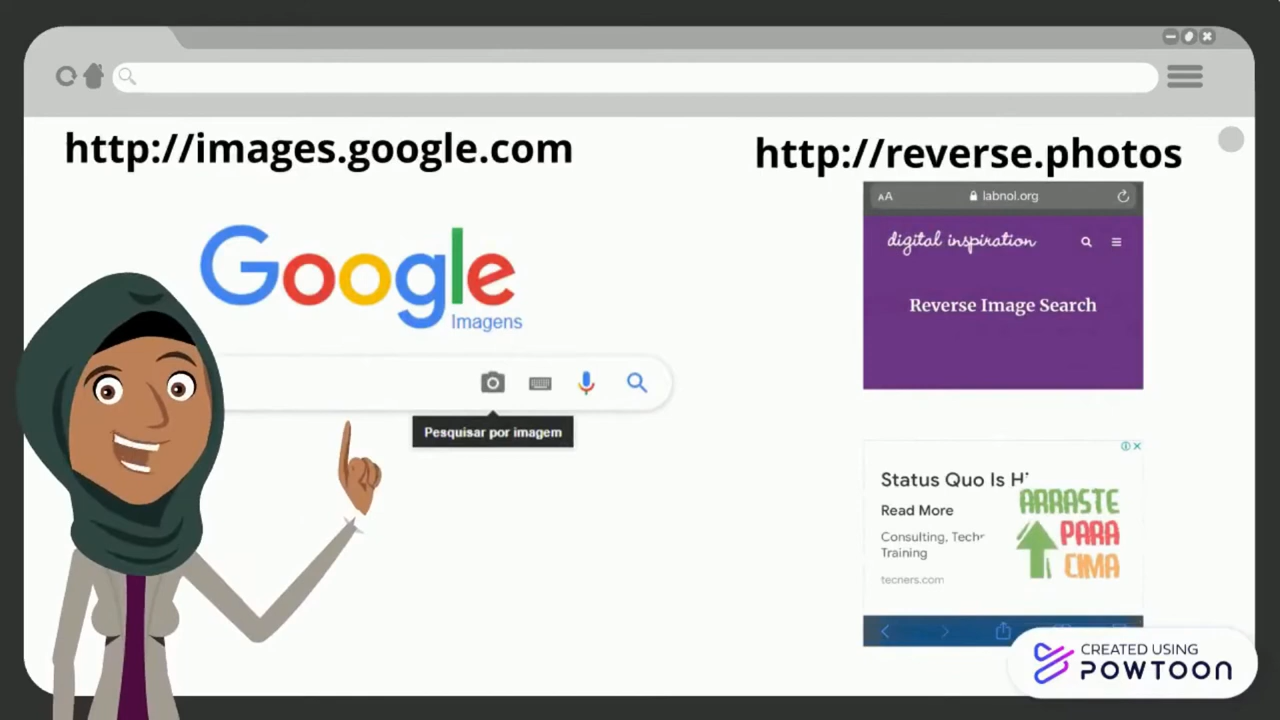 http://images.google.com
Google
Imagens
Pesquisar por imagem
http://reverse.photos
AA labnol.org
digital inspiration
Reverse Image Search
Status Quo Is
Read More
Consulting,
Training
tecners.com
ARRASTE
PARA
CIMA
CREATED USING
POWTOON